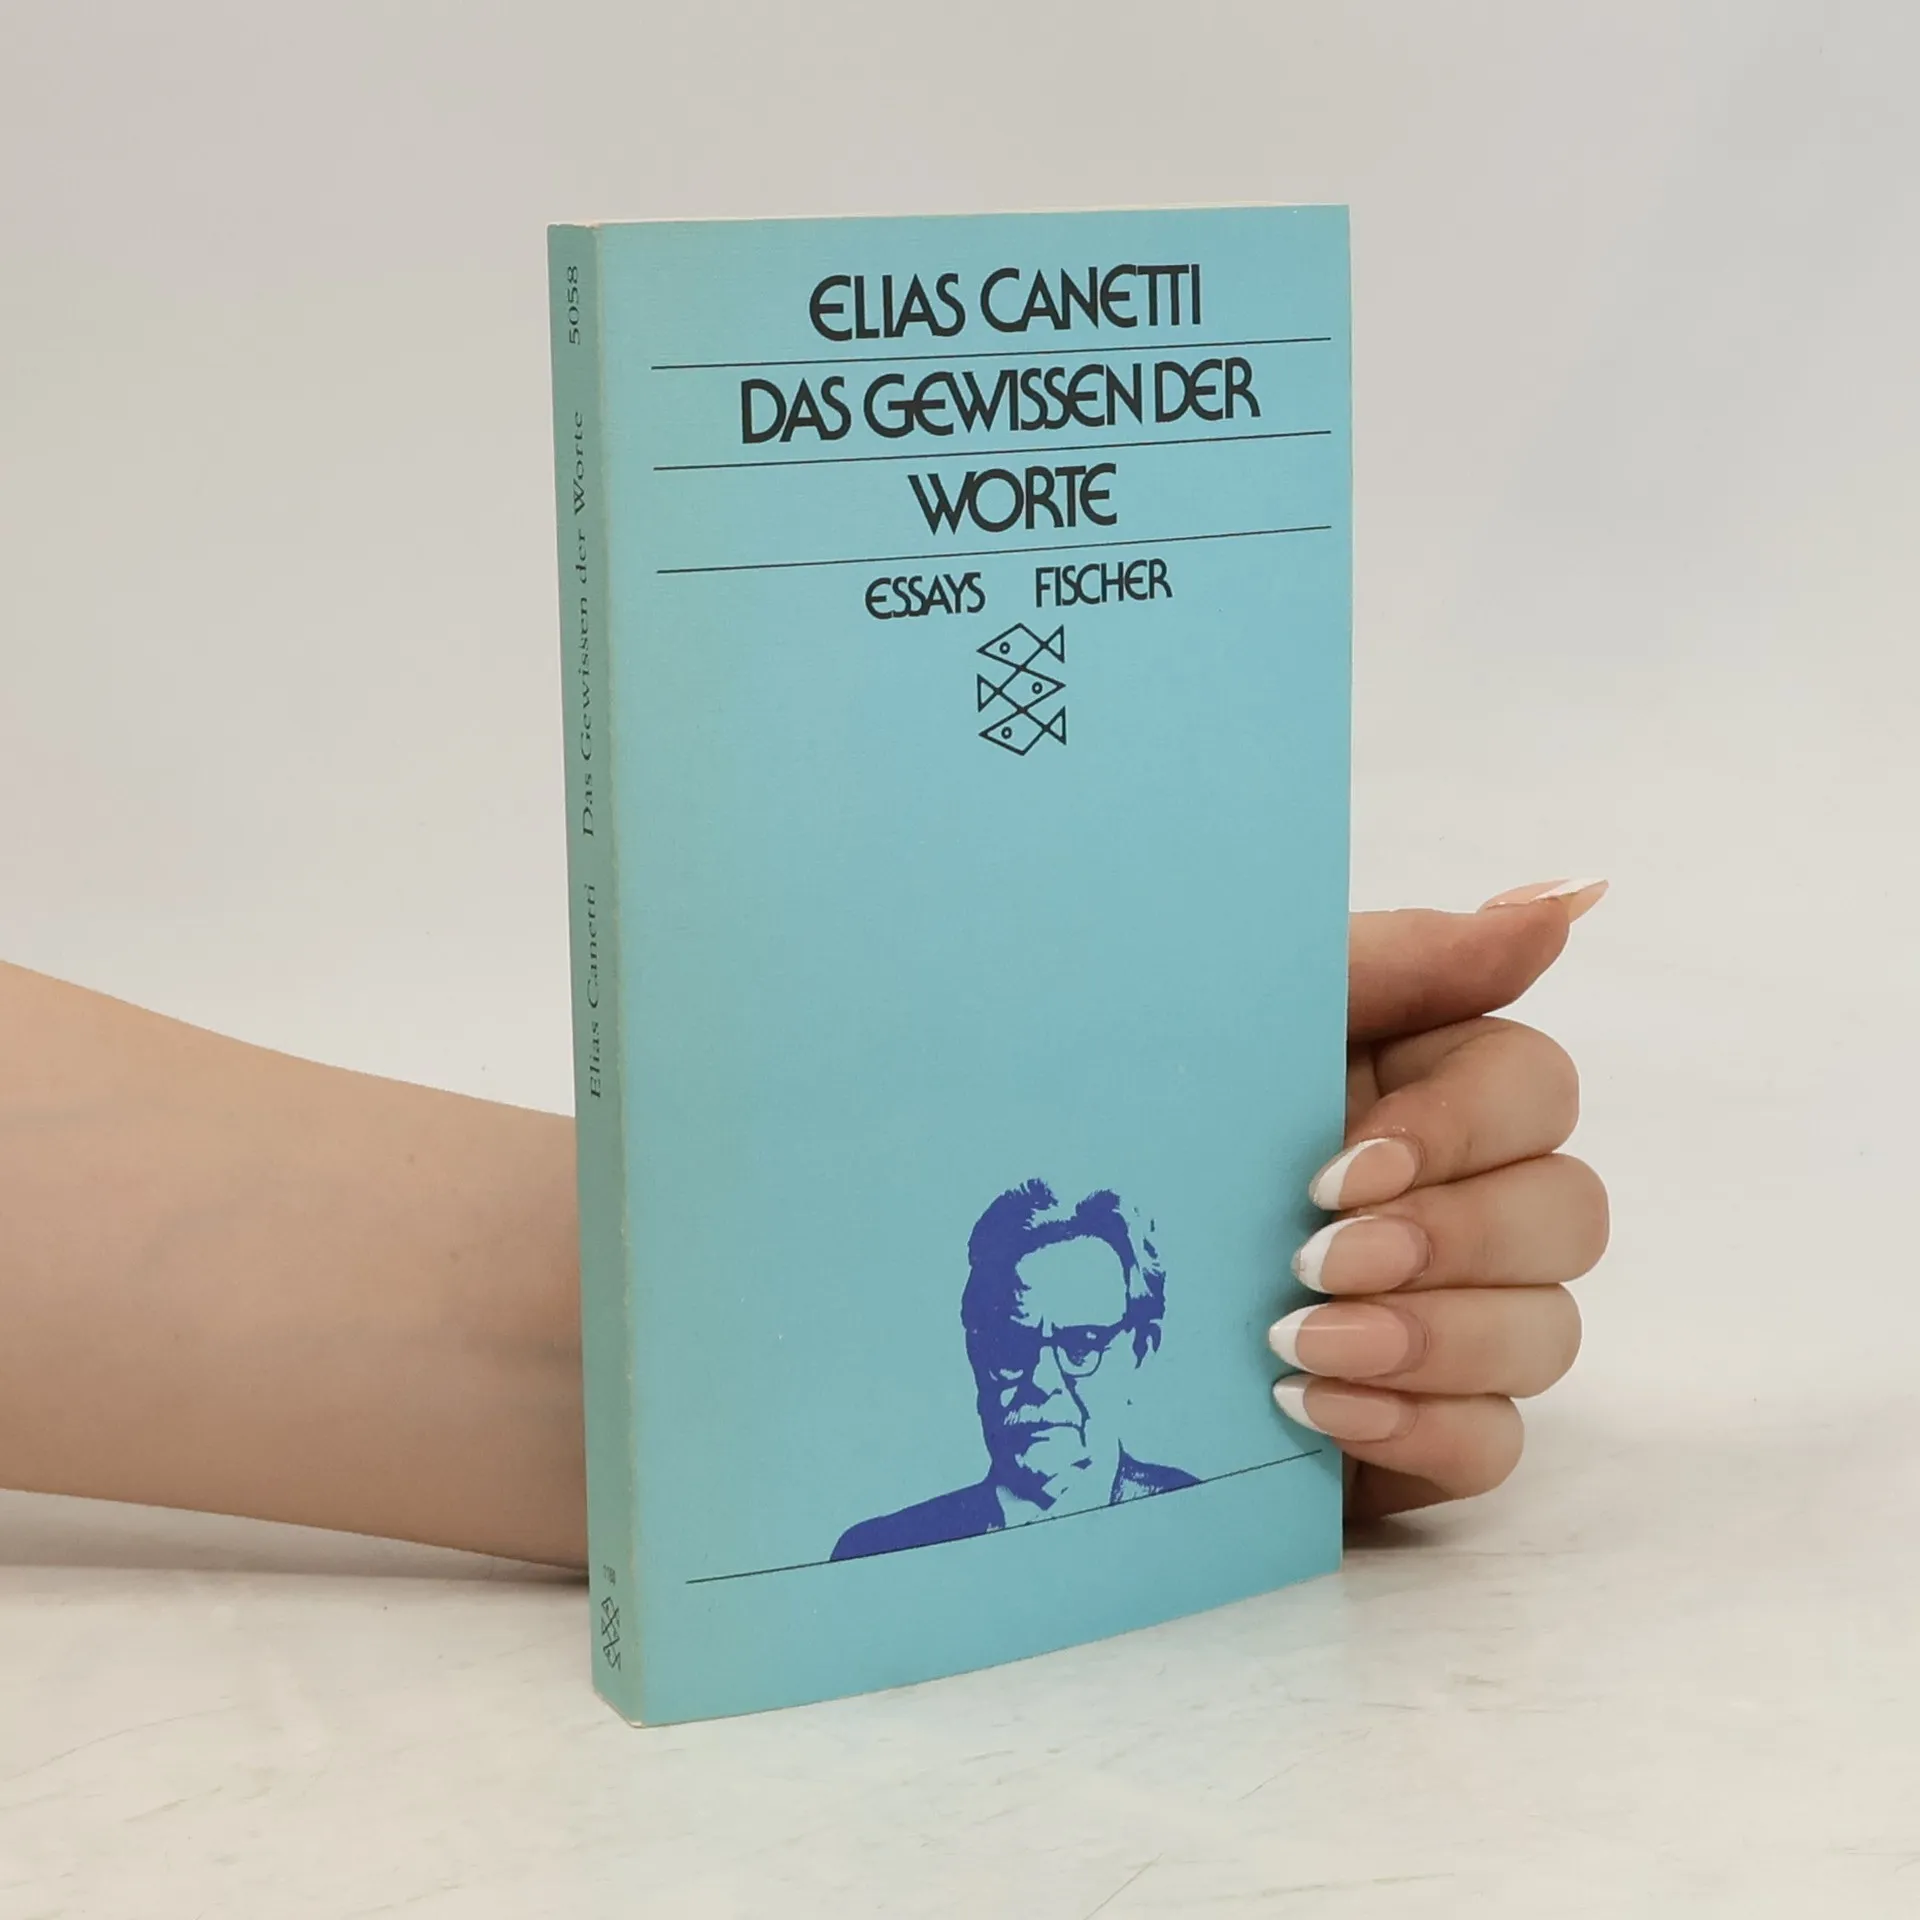 ELIAS CANETTI
DAS GEWISSEN DER
WORTE
ESSAYS FISCHER
Elias Canetti Das Gewissen der Worte 5058